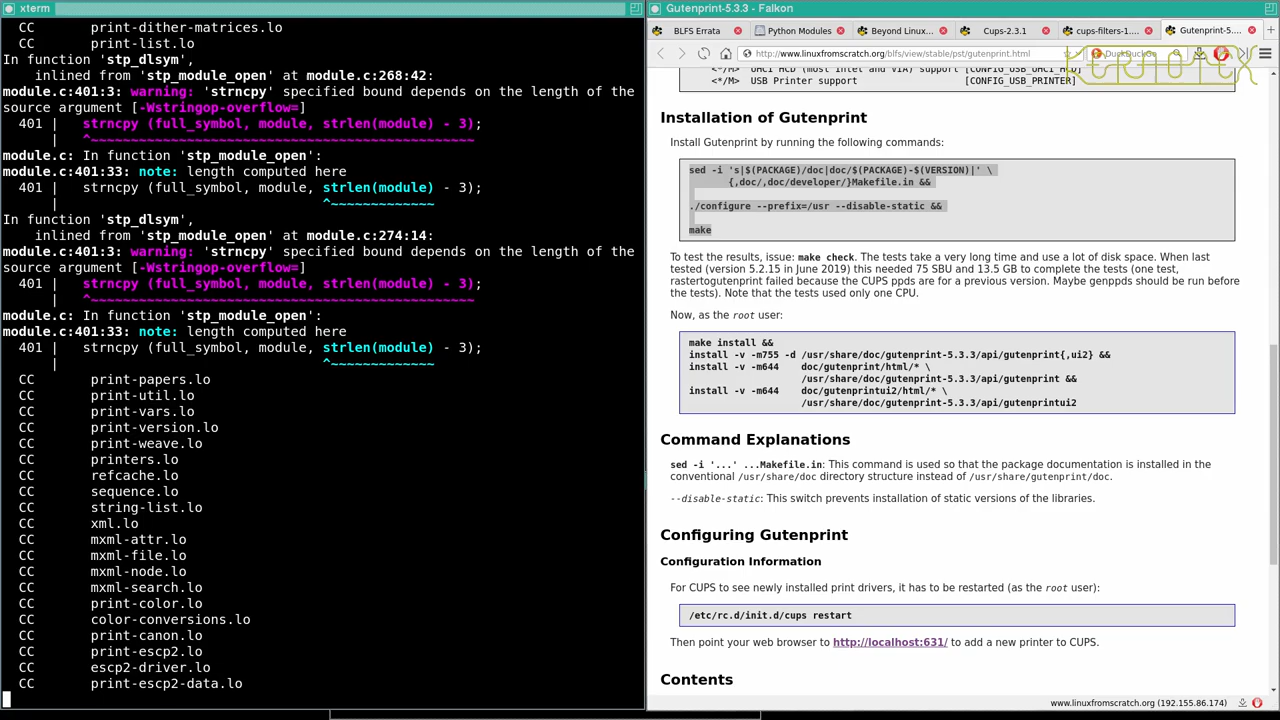 xterm
CC print-dither-matrices.lo
CC print-list.lo
In function 'stp_dlsym',
inlined from 'stp_module_open' at module.c:268:42:
module.c:401:3: warning: 'strncpy' specified bound depends on the length of the
source argument [-Wstringop-overflow=]
401 | strncpy (full_symbol, module, strlen(module) - 3);
| ^~~~~~~~~~~~~~~~~~~~~~~~~~~~~~~~~~~~~~~~~~~~~~~~~
module.c: In function 'stp_module_open':
module.c:401:33: note: length computed here
401 | strncpy (full_symbol, module, strlen(module) - 3);
| ^~~~~~~~~~~~~~
In function 'stp_dlsym',
inlined from 'stp_module_open' at module.c:274:14:
module.c:401:3: warning: 'strncpy' specified bound depends on the length of the
source argument [-Wstringop-overflow=]
401 | strncpy (full_symbol, module, strlen(module) - 3);
| ^~~~~~~~~~~~~~~~~~~~~~~~~~~~~~~~~~~~~~~~~~~~~~~~~
module.c: In function 'stp_module_open':
module.c:401:33: note: length computed here
401 | strncpy (full_symbol, module, strlen(module) - 3);
| ^~~~~~~~~~~~~~
CC print-papers.lo
CC print-util.lo
CC print-vars.lo
CC print-version.lo
CC print-weave.lo
CC printers.lo
CC refcache.lo
CC sequence.lo
CC string-list.lo
CC xml.lo
CC mxml-attr.lo
CC mxml-file.lo
CC mxml-node.lo
CC mxml-search.lo
CC print-color.lo
CC color-conversions.lo
CC print-canon.lo
CC print-escp2.lo
CC escp2-driver.lo
CC print-escp2-data.lo
Gutenprint-5.3.3 - Falkon
BLFS Errata
Python Modules
Beyond Linux...
Cups-2.3.1
cups-filters-1....
Gutenprint-5....
http://www.linuxfromscratch.org/blfs/view/stable/pst/gutenprint.html
DuckDuckGo
KERNOTEX
<*/M> USB Printer support [CONFIG_USB_PRINTER]
Installation of Gutenprint
Install Gutenprint by running the following commands:
sed -i 's|$(PACKAGE)/doc|doc/$(PACKAGE)-$(VERSION)|' \
{,doc/,doc/developer/}Makefile.in &&
./configure --prefix=/usr --disable-static &&
make
To test the results, issue: make check. The tests take a very long time and use a lot of disk space. When last
tested (version 5.2.15 in June 2019) this needed 75 SBU and 13.5 GB to complete the tests (one test,
rastertogutenprint failed because the CUPS ppds are for a previous version. Maybe genppds should be run before
the tests). Note that the tests used only one CPU.
Now, as the root user:
make install &&
install -v -m755 -d /usr/share/doc/gutenprint-5.3.3/api/gutenprint{,ui2} &&
install -v -m644 doc/gutenprint/html/* \
/usr/share/doc/gutenprint-5.3.3/api/gutenprint &&
install -v -m644 doc/gutenprintui2/html/* \
/usr/share/doc/gutenprint-5.3.3/api/gutenprintui2
Command Explanations
sed -i '...' ...Makefile.in: This command is used so that the package documentation is installed in the
conventional /usr/share/doc directory structure instead of /usr/share/gutenprint/doc.
--disable-static: This switch prevents installation of static versions of the libraries.
Configuring Gutenprint
Configuration Information
For CUPS to see newly installed print drivers, it has to be restarted (as the root user):
/etc/rc.d/init.d/cups restart
Then point your web browser to http://localhost:631/ to add a new printer to CUPS.
Contents
www.linuxfromscratch.org (192.155.86.174)